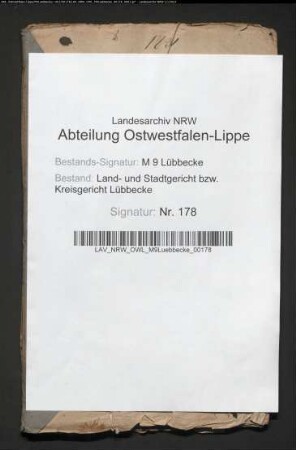 Landesarchiv NRW
Abteilung Ostwestfalen-Lippe
Bestands-Signatur: M 9 Lübbecke
Bestand: Land- und Stadtgericht bzw.
Kreisgericht Lübbecke
Signatur: Nr. 178
LAV_NRW_OWL_M9Luebbecke_00178